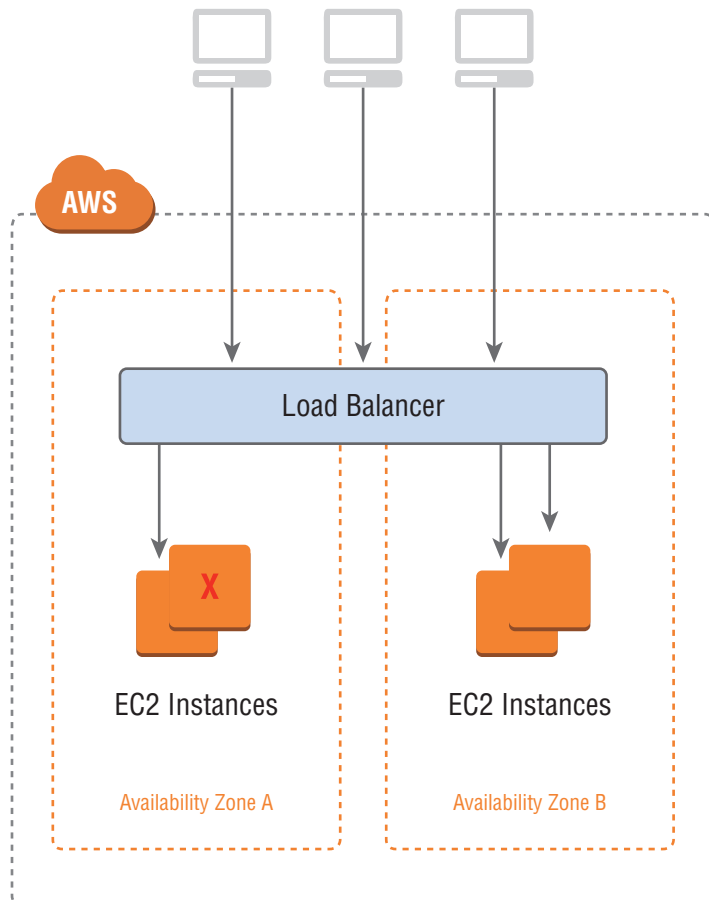 AWS
Load Balancer
X
EC2 Instances
EC2 Instances
Availability Zone A
Availability Zone B